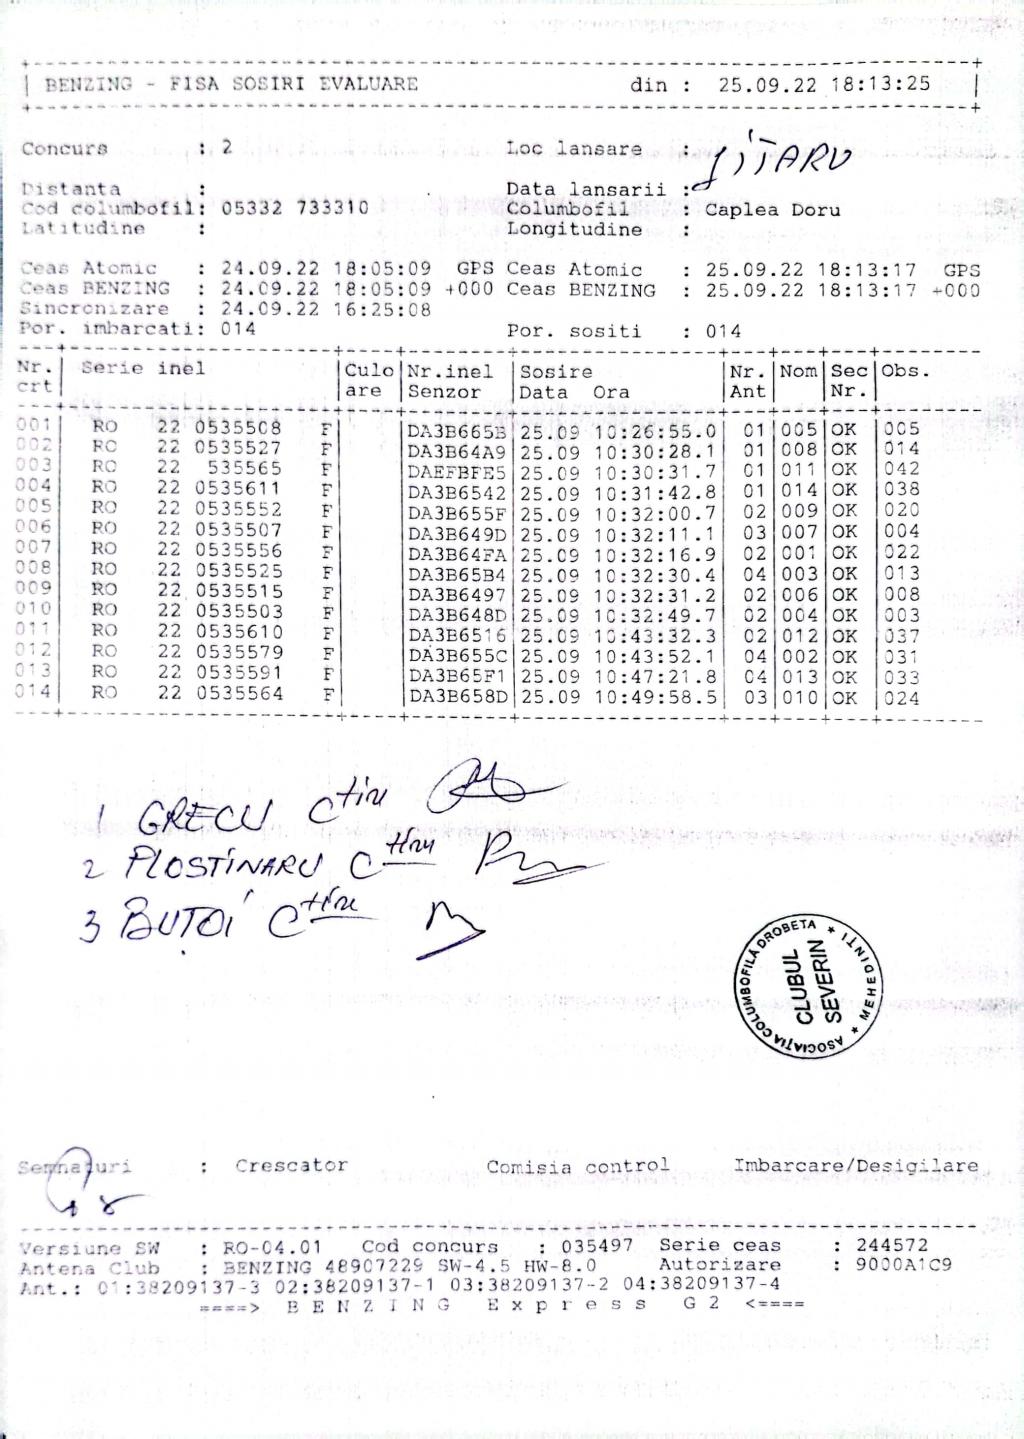 BENZING - FISA SOSIRI EVALUARE din : 25.09.22 18:13:25
Concurs : 2 Loc lansare : JITARU
Distanta : Data lansarii :
Cod columbofil: 05332 733310 Columbofil : Caplea Doru
Latitudine : Longitudine :
Ceas Atomic : 24.09.22 18:05:09 GPS Ceas Atomic : 25.09.22 18:13:17 GPS
Ceas BENZING : 24.09.22 18:05:09 +000 Ceas BENZING : 25.09.22 18:13:17 +000
Sincronizare : 24.09.22 16:25:08
Por. imbarcati: 014 Por. sositi : 014
Nr. Serie inel Culo Nr.inel Sosire Nr. Nom Sec Obs.
crt are Senzor Data Ora Ant Nr.
001 RO 22 0535508 F DA3B665B 25.09 10:26:55.0 01 005 OK 005
002 RO 22 0535527 F DA3B64A9 25.09 10:30:28.1 01 008 OK 014
003 RO 22 535565 F DAEFBFE5 25.09 10:30:31.7 01 011 OK 042
004 RO 22 0535611 F DA3B6542 25.09 10:31:42.8 01 014 OK 038
005 RO 22 0535552 F DA3B655F 25.09 10:32:00.7 02 009 OK 020
006 RO 22 0535507 F DA3B649D 25.09 10:32:11.1 03 007 OK 004
007 RO 22 0535556 F DA3B64FA 25.09 10:32:16.9 02 001 OK 022
008 RO 22 0535525 F DA3B65B4 25.09 10:32:30.4 04 003 OK 013
009 RO 22 0535515 F DA3B6497 25.09 10:32:31.2 02 006 OK 008
010 RO 22 0535503 F DA3B648D 25.09 10:32:49.7 02 004 OK 003
011 RO 22 0535610 F DA3B6516 25.09 10:43:32.3 02 012 OK 037
012 RO 22 0535579 F DA3B655C 25.09 10:43:52.1 04 002 OK 031
013 RO 22 0535591 F DA3B65F1 25.09 10:47:21.8 04 013 OK 033
014 RO 22 0535564 F DA3B658D 25.09 10:49:58.5 03 010 OK 024
1 GRECU Ctin
2 PLOSTINARU Ctin
3 BUTOI Ctin
ASOCIAȚIA COLUMBOFILĂ DROBETA * MEHEDINȚI *
CLUBUL
SEVERIN
Semnaturi : Crescator Comisia control Imbarcare/Desigilare
Versiune SW : RO-04.01 Cod concurs : 035497 Serie ceas : 244572
Antena Club : BENZING 48907229 SW-4.5 HW-8.0 Autorizare : 9000A1C9
Ant.: 01:38209137-3 02:38209137-1 03:38209137-2 04:38209137-4
====> B E N Z I N G E x p r e s s G 2 <====